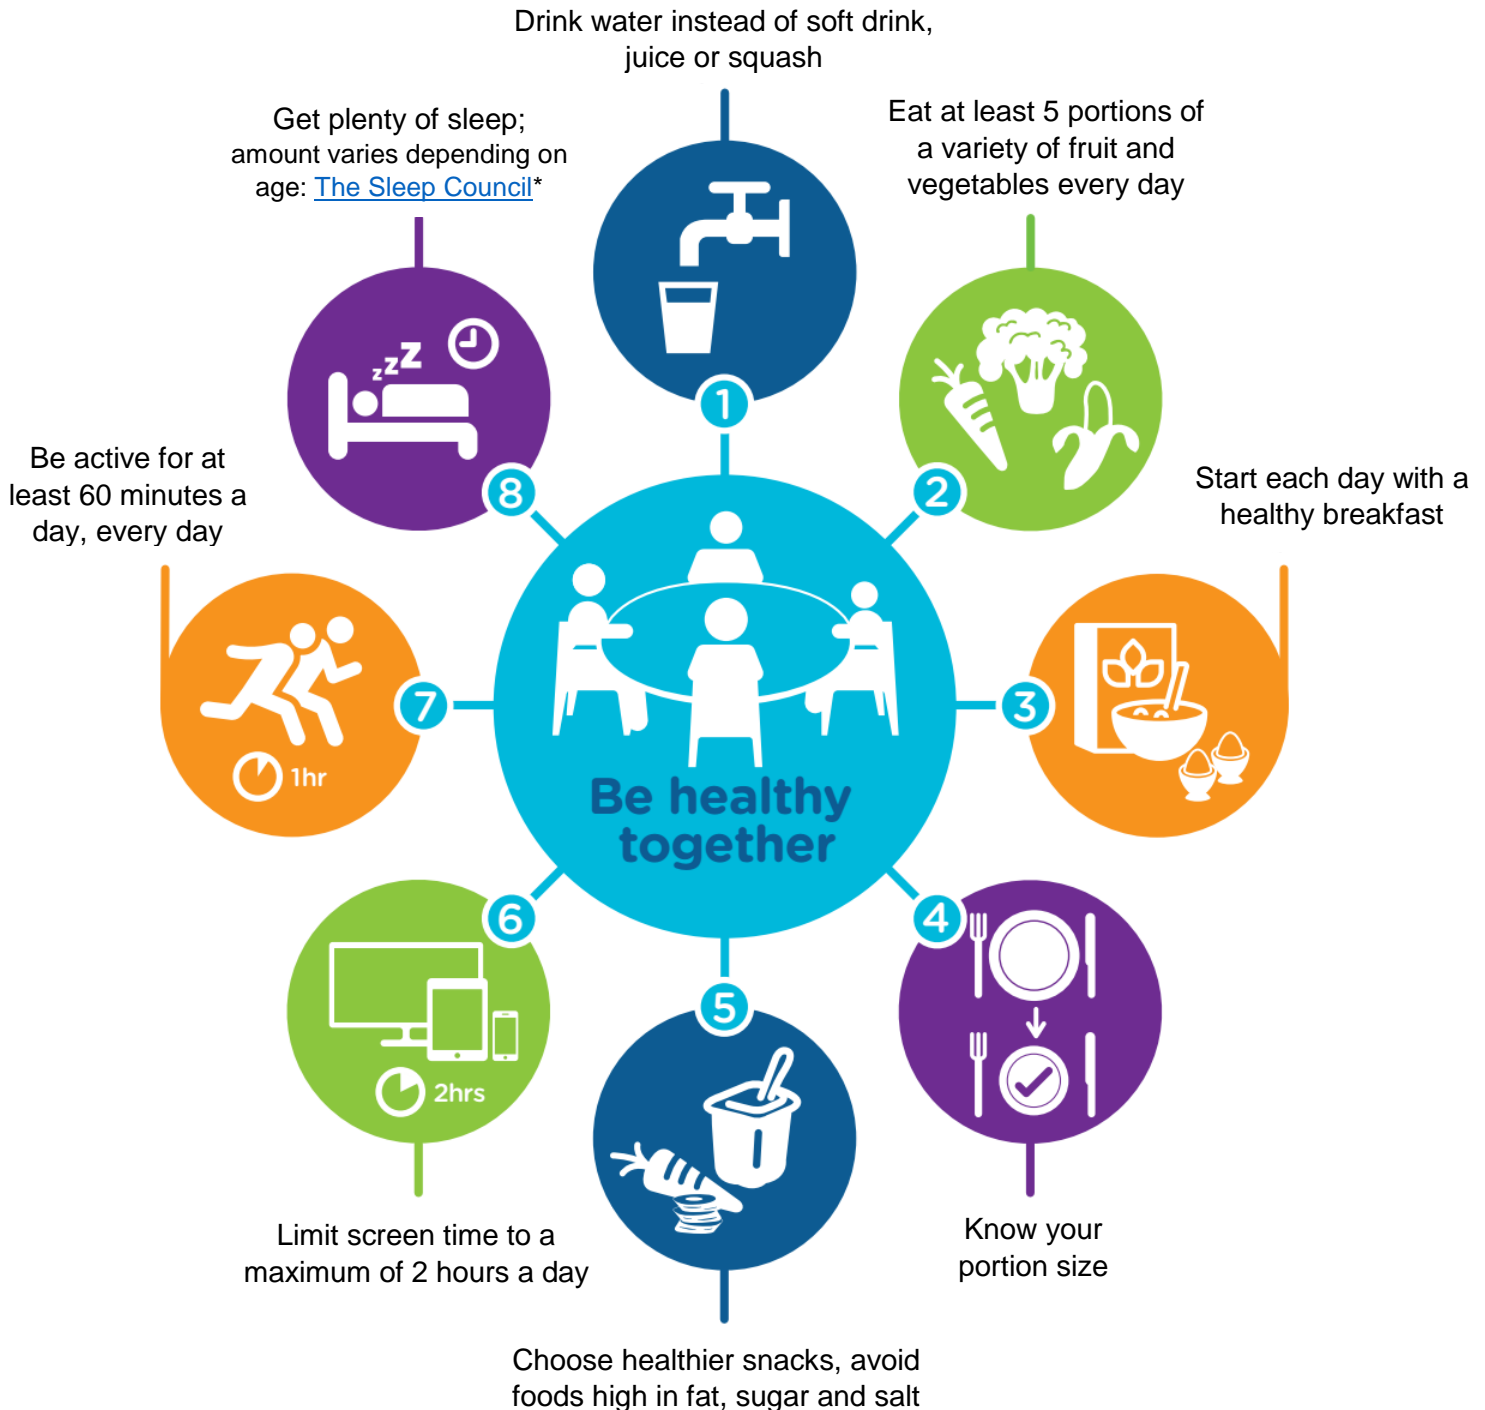 Drink water instead of soft drink,
juice or squash
1
Eat at least 5 portions of
a variety of fruit and
vegetables every day
2
Start each day with a
healthy breakfast
3
Know your
portion size
4
Choose healthier snacks, avoid
foods high in fat, sugar and salt
5
Limit screen time to a
maximum of 2 hours a day
6
2hrs
Be active for at
least 60 minutes a
day, every day
7
1hr
Get plenty of sleep;
amount varies depending on
age: The Sleep Council*
8
zzZ
Be healthy
together